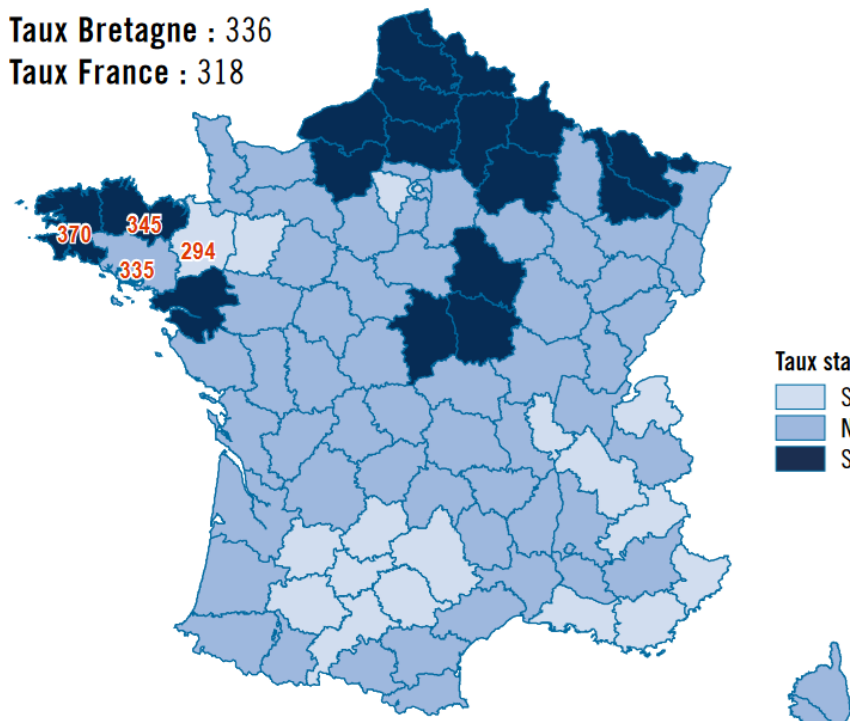 Taux Bretagne : 336
Taux France : 318
370
345
294
335
Taux sta
S
N
S